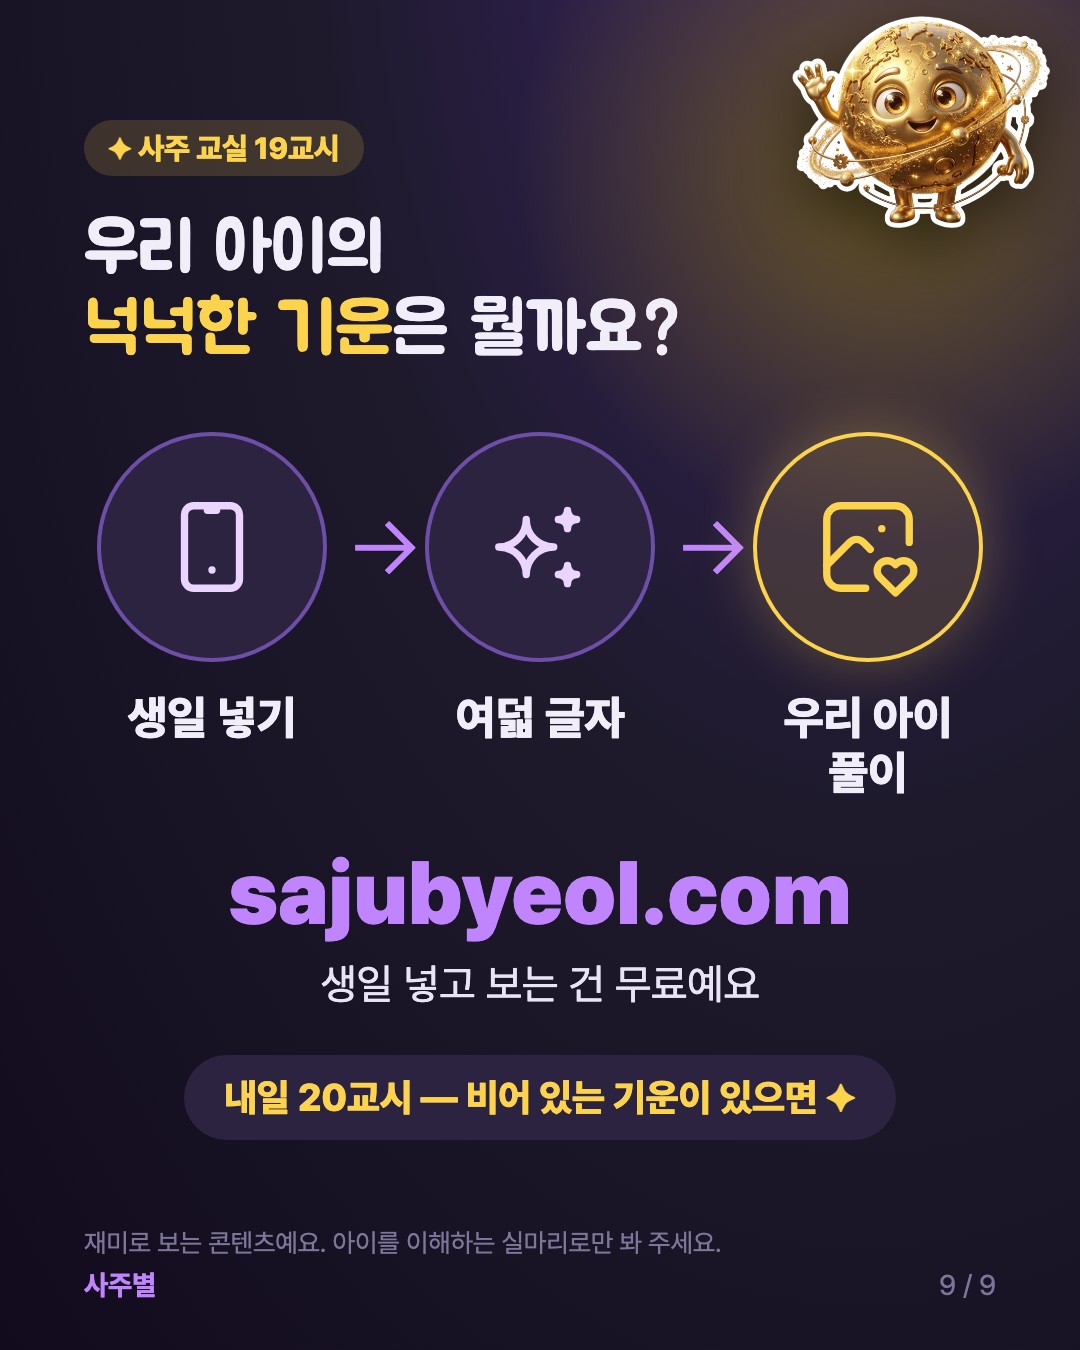 ✦ 사주 교실 19교시
우리 아이의
넉넉한 기운은 뭘까요?
생일 넣기
여덟 글자
우리 아이
풀이
sajubyeol.com
생일 넣고 보는 건 무료예요
내일 20교시 — 비어 있는 기운이 있으면 ✦
재미로 보는 콘텐츠예요. 아이를 이해하는 실마리로만 봐 주세요.
사주별
9 / 9